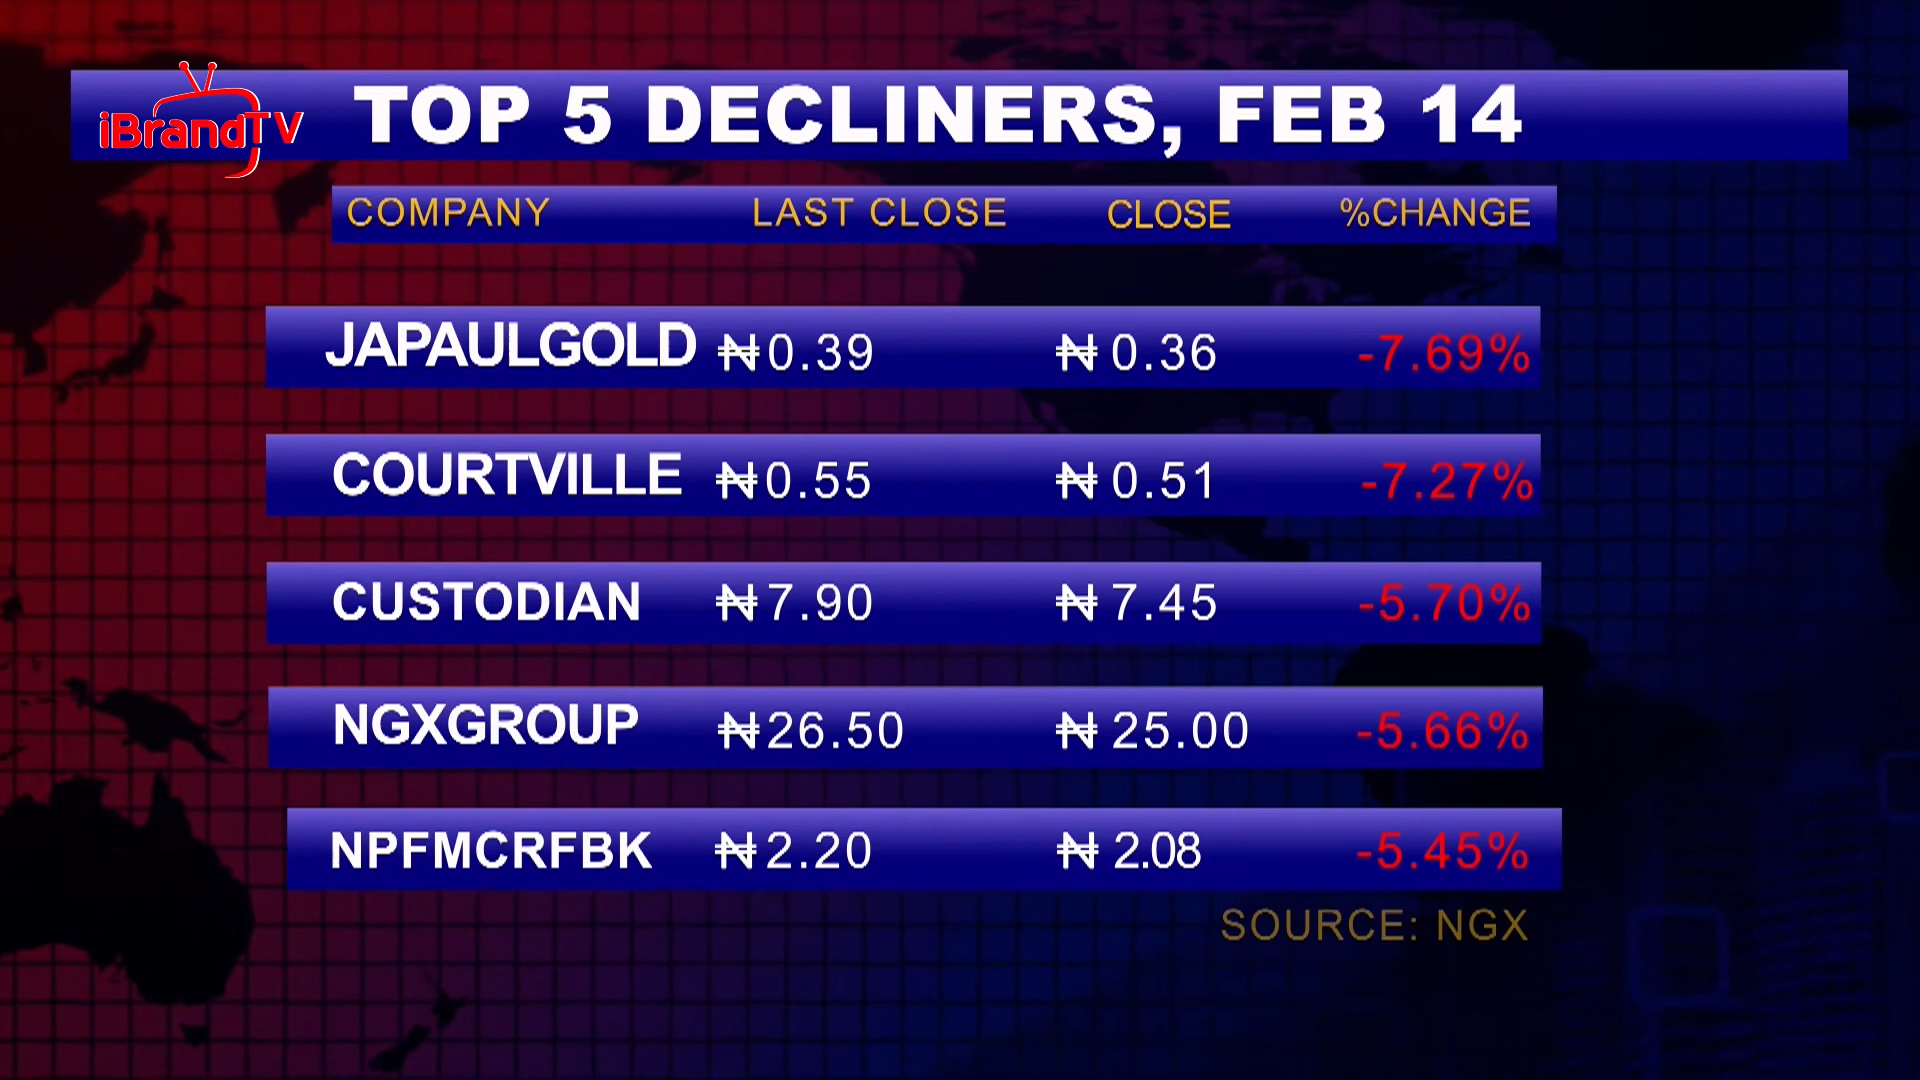 iBrandTV
TOP 5 DECLINERS, FEB 14
COMPANY LAST CLOSE CLOSE %CHANGE
JAPAULGOLD ₦0.39 ₦ 0.36 -7.69%
COURTVILLE ₦0.55 ₦ 0.51 -7.27%
CUSTODIAN ₦7.90 ₦ 7.45 -5.70%
NGXGROUP ₦26.50 ₦ 25.00 -5.66%
NPFMCRFBK ₦2.20 ₦ 2.08 -5.45%
SOURCE: NGX